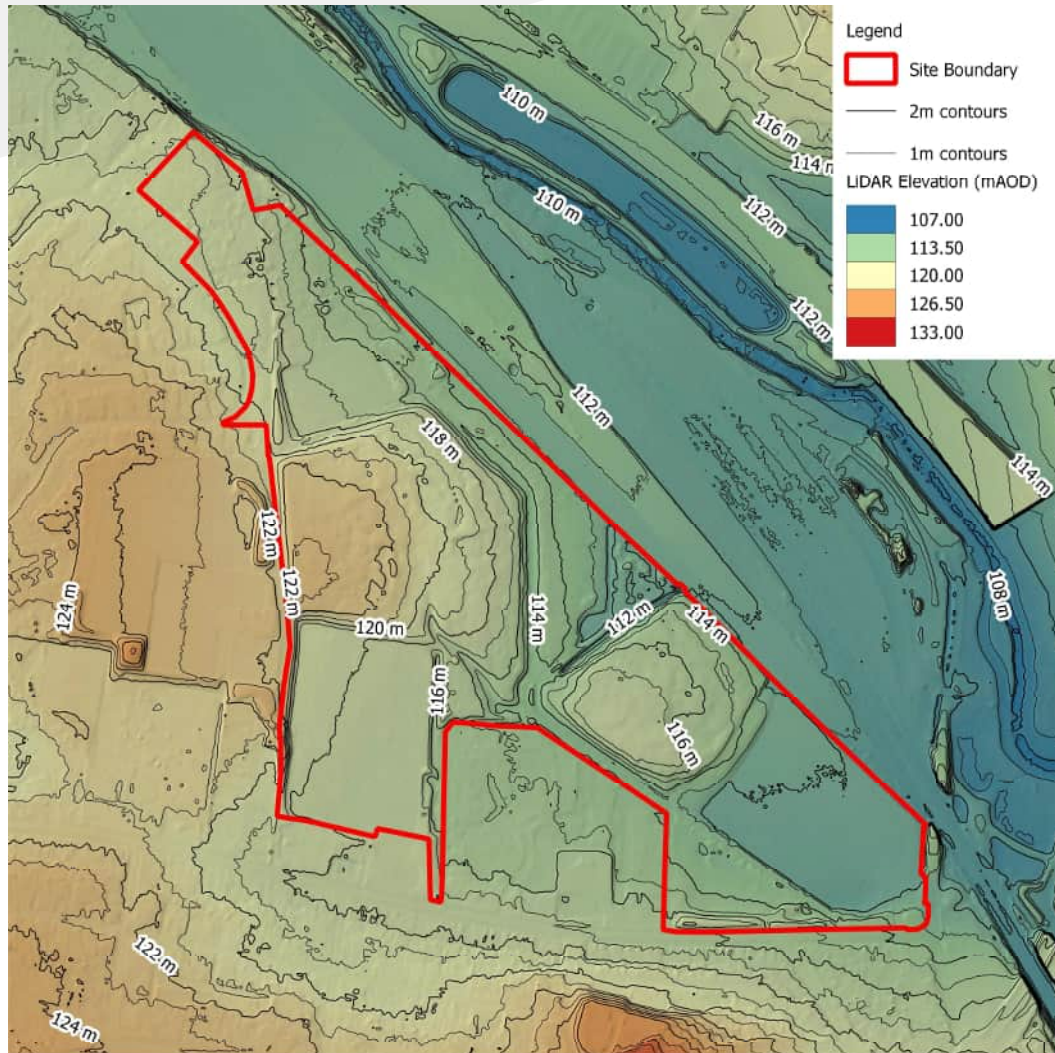 Legend
Site Boundary
2m contours
1m contours
LiDAR Elevation (mAOD)
107.00
113.50
120.00
126.50
133.00
110 m
116 m
114 m
110 m
112 m
112 m
112 m
118 m
114 m
122 m
108 m
122 m
124 m
120 m
114 m
112 m
114 m
116 m
116 m
122 m
124 m